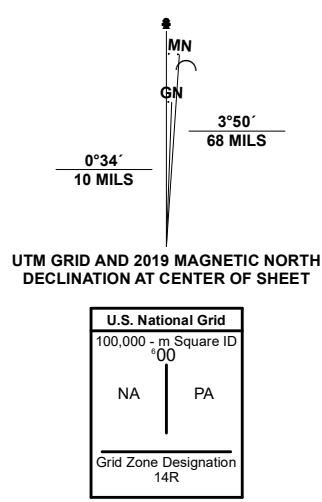 MN
GN
3°50´
68 MILS
0°34´
10 MILS
UTM GRID AND 2019 MAGNETIC NORTH
DECLINATION AT CENTER OF SHEET
U.S. National Grid
100,000 - m Square ID
⁶00
NA PA
Grid Zone Designation
14R